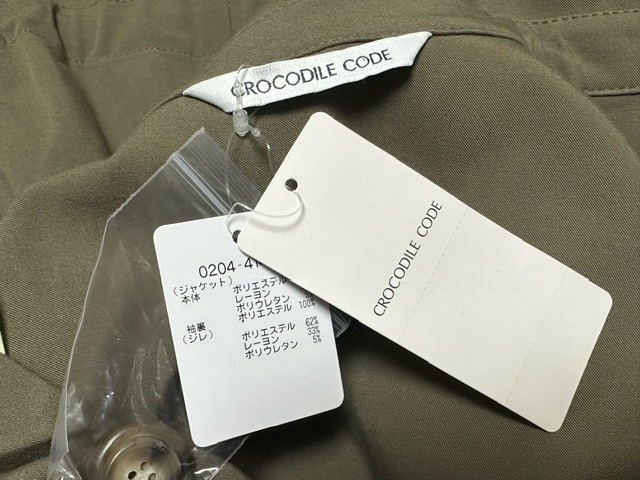 CROCODILE CODE
CROCODILE CODE
0204-41
(ジャケット)
本体 ポリエステル
レーヨン
ポリウレタン
袖裏 ポリエステル 100%
(ジレ) ポリエステル 62%
レーヨン 33%
ポリウレタン 5%